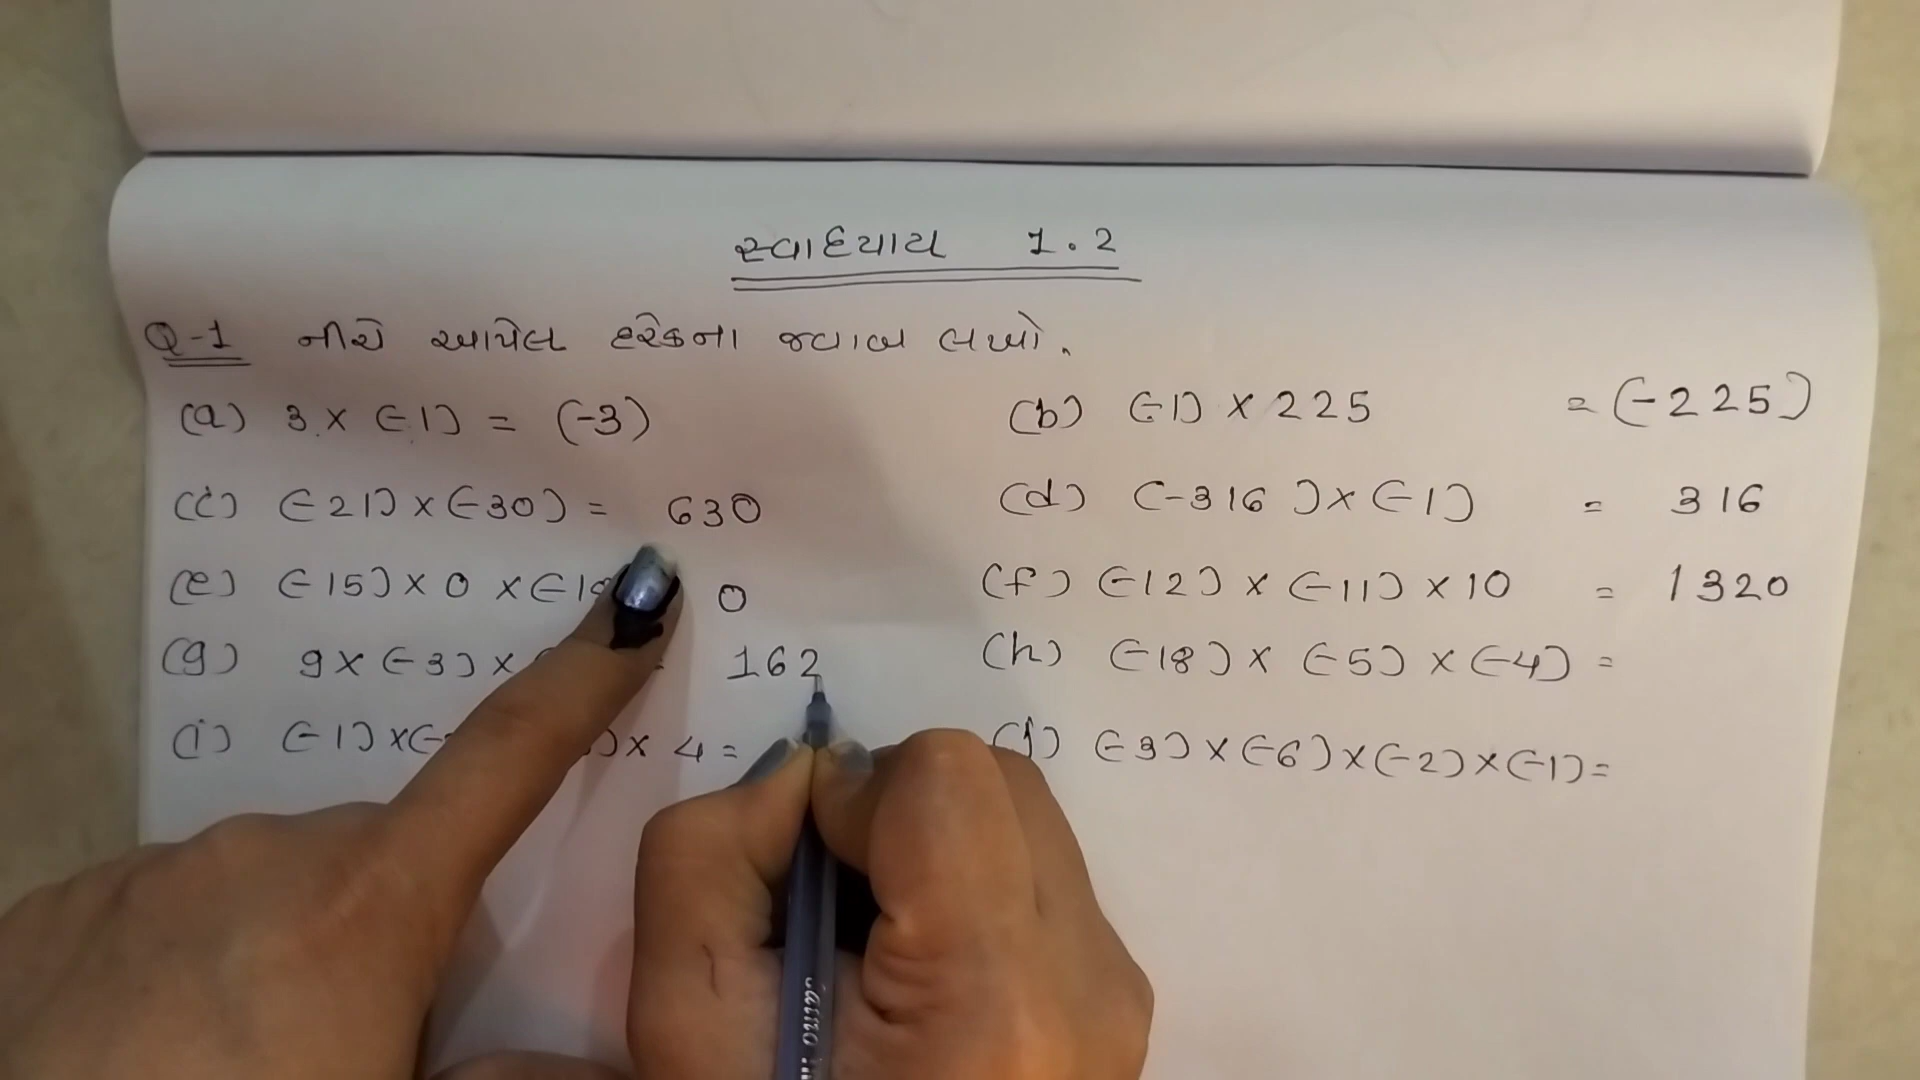 સ્વાધ્યાય 1.2
Q-1 નીચે આપેલ દરેકના જવાબ લખો.
(a) 3 × (-1) = (-3) (b) (-1) × 225 = (-225)
(c) (-21) × (-30) = 630 (d) (-316) × (-1) = 316
(e) (-15) × 0 × (-1 0 (f) (-12) × (-11) × 10 = 1320
(g) 9 × (-3) × 162 (h) (-18) × (-5) × (-4) =
(i) (-1) × (- ) × 4 = (j) (-3) × (-6) × (-2) × (-1) =